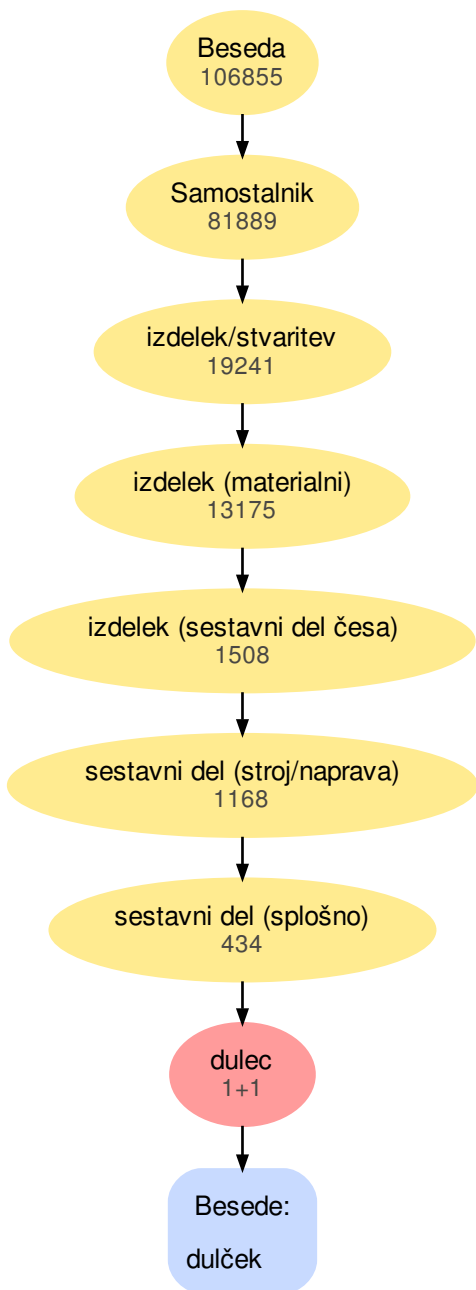 Beseda
106855
Samostalnik
81889
izdelek/stvaritev
19241
izdelek (materialni)
13175
izdelek (sestavni del česa)
1508
sestavni del (stroj/naprava)
1168
sestavni del (splošno)
434
dulec
1+1
Besede:
dulček